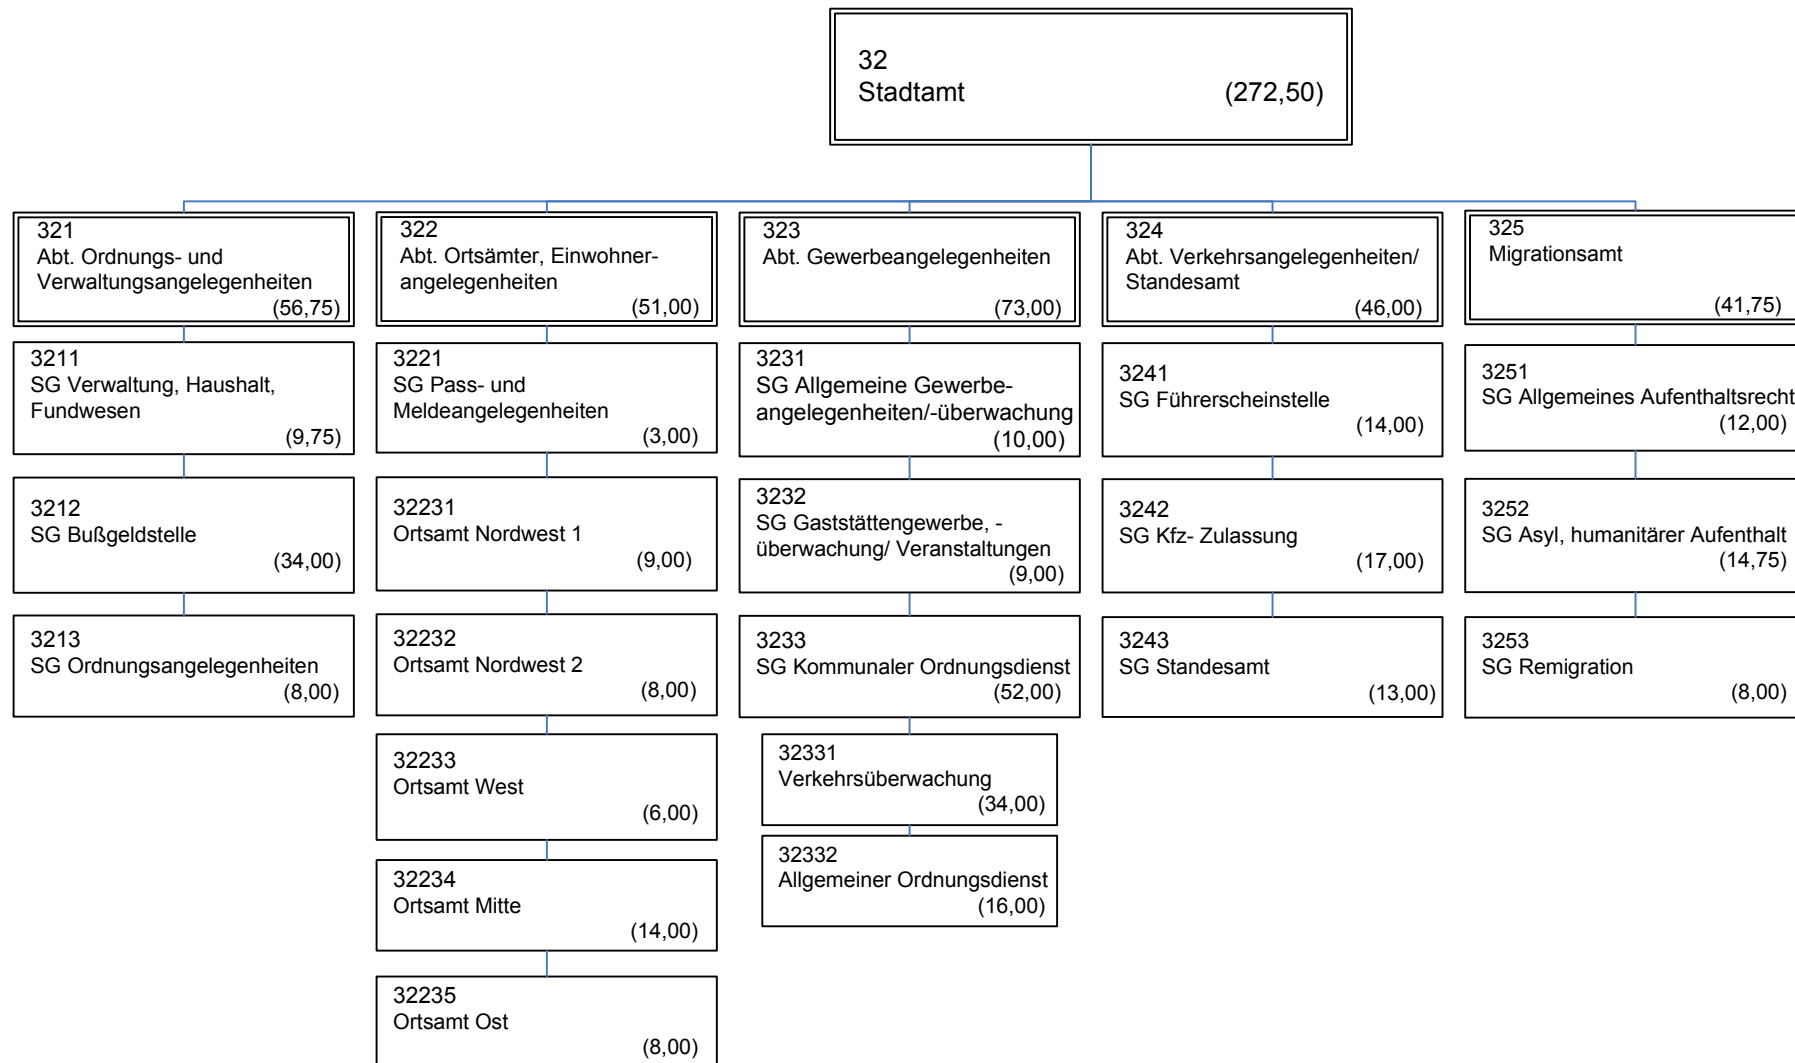 32
Stadtamt (272,50)
321
Abt. Ordnungs- und
Verwaltungsangelegenheiten
(56,75)
3211
SG Verwaltung, Haushalt,
Fundwesen
(9,75)
3212
SG Bußgeldstelle
(34,00)
3213
SG Ordnungsangelegenheiten
(8,00)
322
Abt. Ortsämter, Einwohner-
angelegenheiten
(51,00)
3221
SG Pass- und
Meldeangelegenheiten
(3,00)
32231
Ortsamt Nordwest 1
(9,00)
32232
Ortsamt Nordwest 2
(8,00)
32233
Ortsamt West
(6,00)
32234
Ortsamt Mitte
(14,00)
32235
Ortsamt Ost
(8,00)
323
Abt. Gewerbeangelegenheiten
(73,00)
3231
SG Allgemeine Gewerbe-
angelegenheiten/-überwachung
(10,00)
3232
SG Gaststättengewerbe, -
überwachung/ Veranstaltungen
(9,00)
3233
SG Kommunaler Ordnungsdienst
(52,00)
32331
Verkehrsüberwachung
(34,00)
32332
Allgemeiner Ordnungsdienst
(16,00)
324
Abt. Verkehrsangelegenheiten/
Standesamt
(46,00)
3241
SG Führerscheinstelle
(14,00)
3242
SG Kfz- Zulassung
(17,00)
3243
SG Standesamt
(13,00)
325
Migrationsamt
(41,75)
3251
SG Allgemeines Aufenthaltsrecht
(12,00)
3252
SG Asyl, humanitärer Aufenthalt
(14,75)
3253
SG Remigration
(8,00)